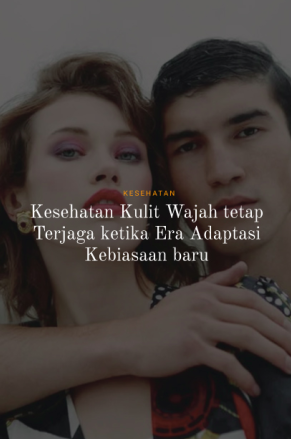 KESEHATAN
Kesehatan Kulit Wajah tetap
Terjaga ketika Era Adaptasi
Kebiasaan baru